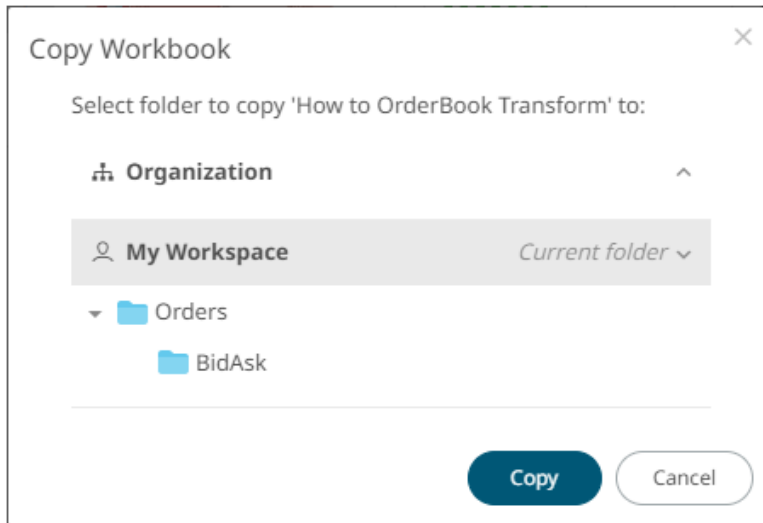 Copy Workbook
Select folder to copy 'How to OrderBook Transform' to:
Organization
My Workspace Current folder
Orders
BidAsk
Copy Cancel